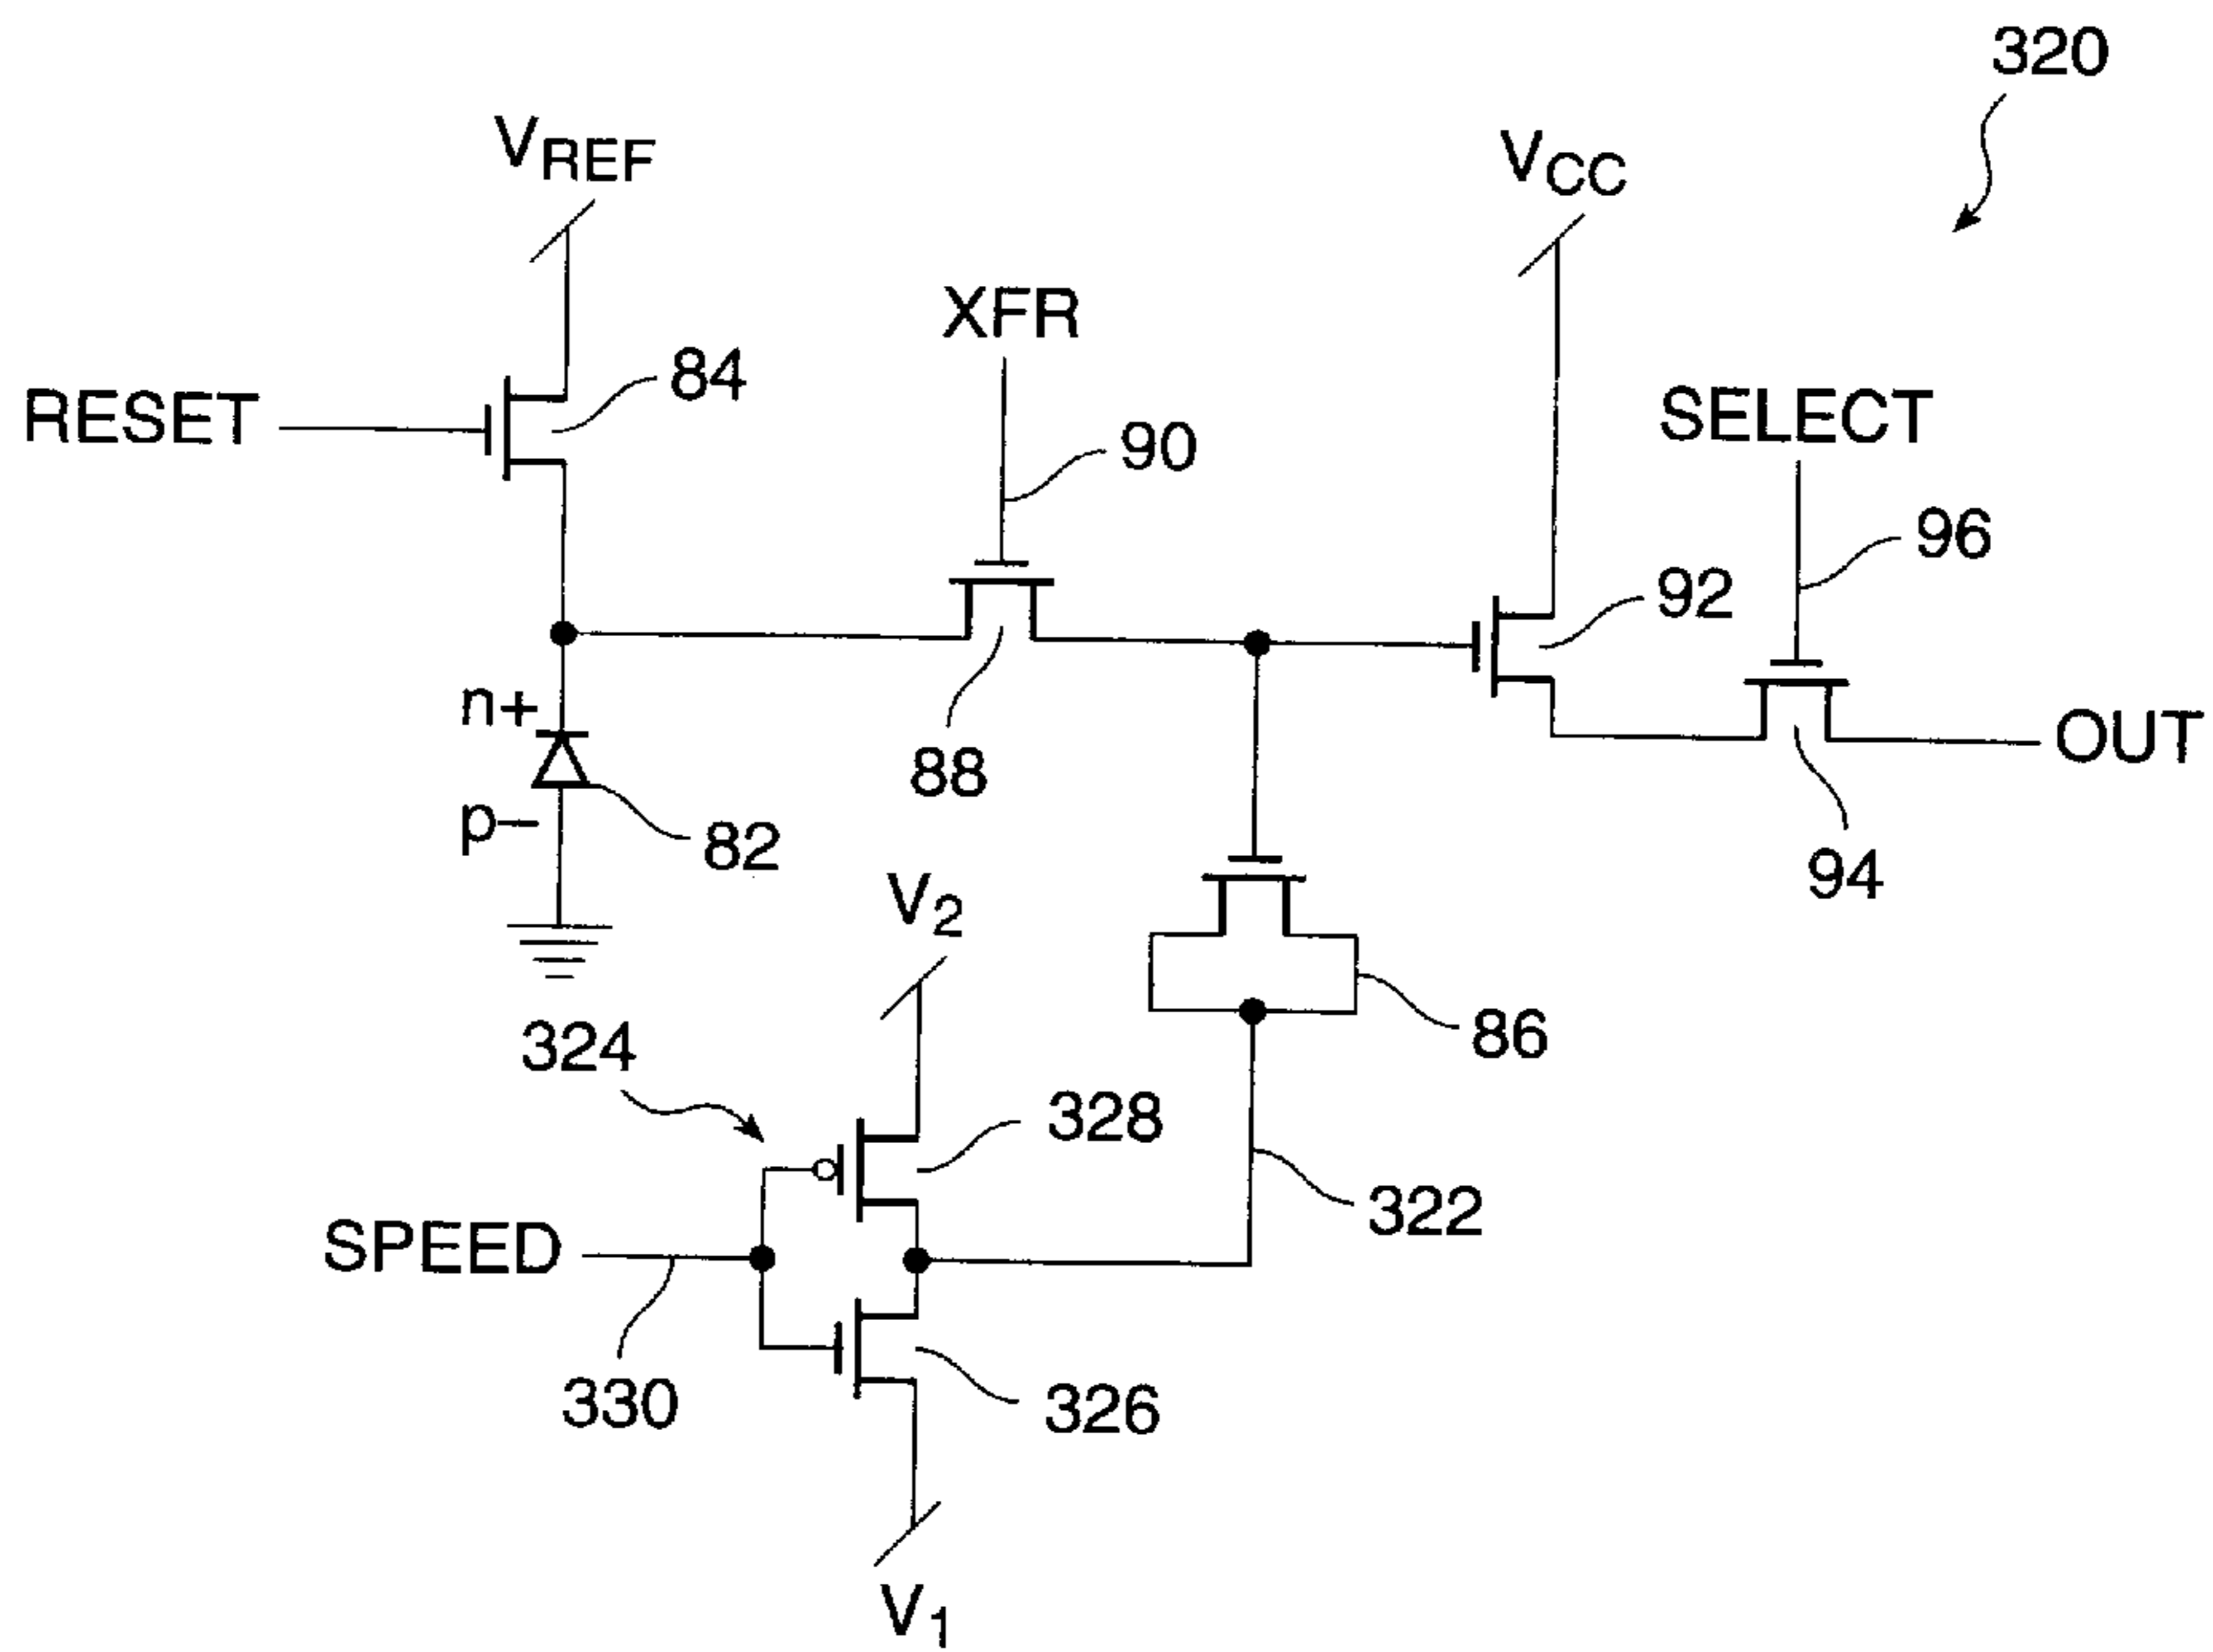 320
VREF
VCC
XFR
84
RESET
SELECT
90
96
92
n+
OUT
88
p−
82
94
V2
324
86
328
322
SPEED
330
326
V1